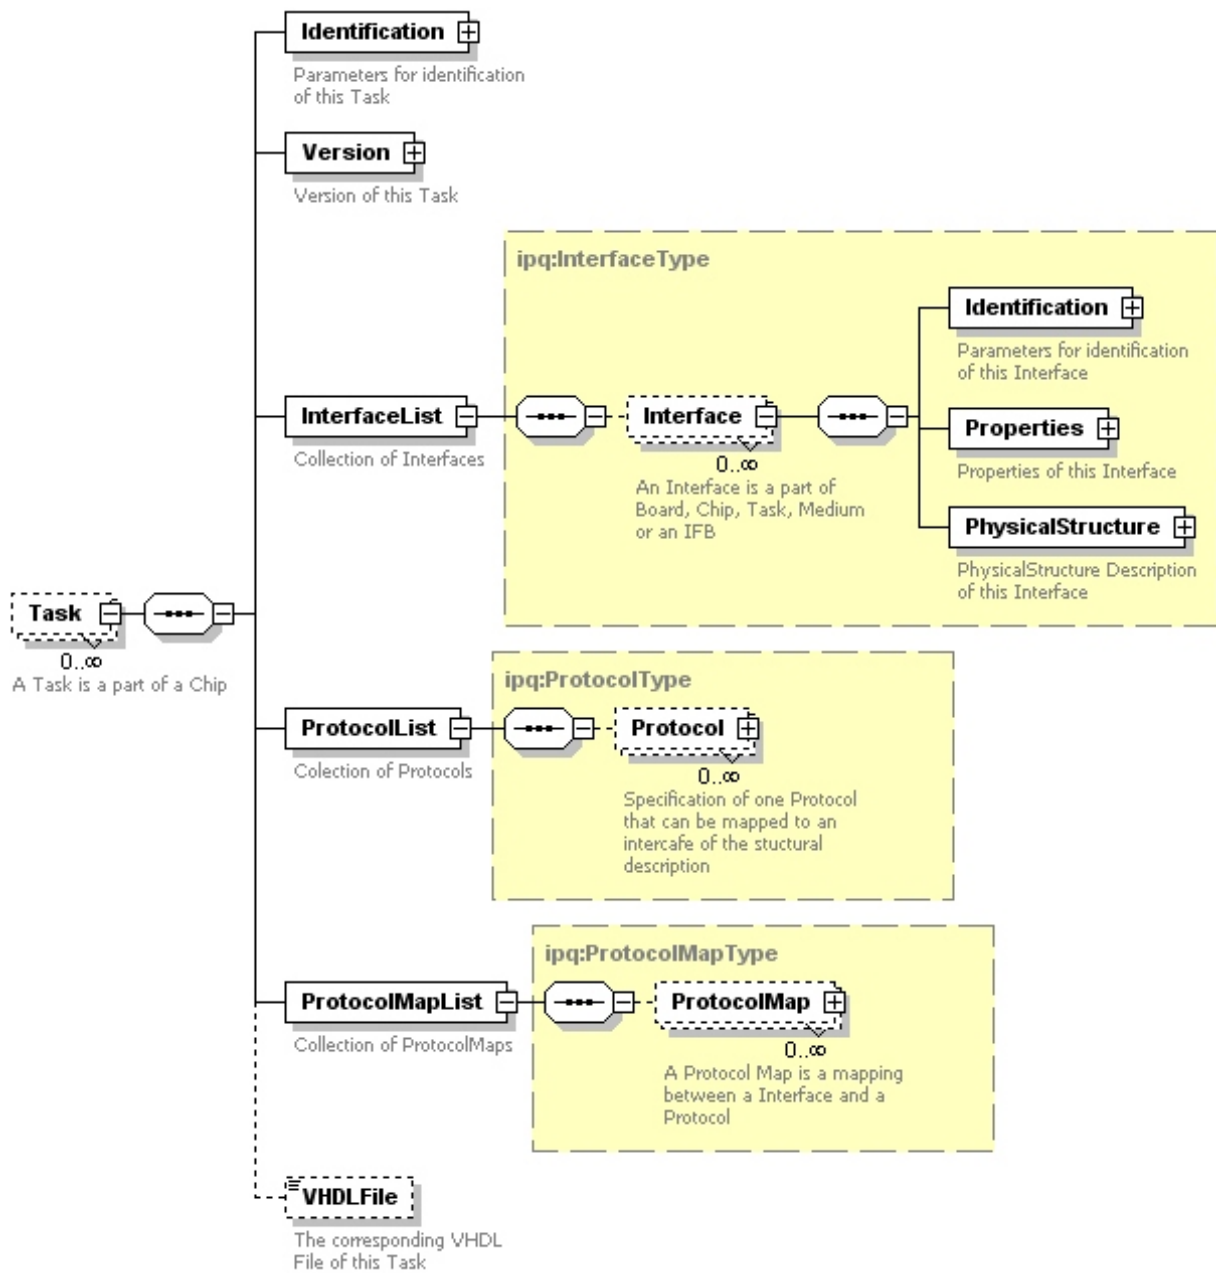 Identification
Parameters for identification
of this Task
Version
Version of this Task
ipq:InterfaceType
Identification
Parameters for identification
of this Interface
InterfaceList
Collection of Interfaces
Interface
0..∞
An Interface is a part of
Board, Chip, Task, Medium
or an IFB
Properties
Properties of this Interface
PhysicalStructure
PhysicalStructure Description
of this Interface
Task
0..∞
A Task is a part of a Chip
ipq:ProtocolType
ProtocolList
Colection of Protocols
Protocol
0..∞
Specification of one Protocol
that can be mapped to an
intercafe of the stuctural
description
ipq:ProtocolMapType
ProtocolMapList
Collection of ProtocolMaps
ProtocolMap
0..∞
A Protocol Map is a mapping
between a Interface and a
Protocol
VHDLFile
The corresponding VHDL
File of this Task